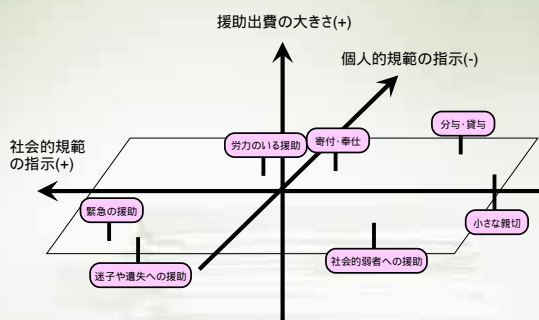 援助出費の大きさ(+)
個人的規範の指示(-)
分与・貸与
労力のいる援助
寄付・奉仕
社会的規範
の指示(+)
緊急の援助
小さな親切
迷子や遺失への援助
社会的弱者への援助